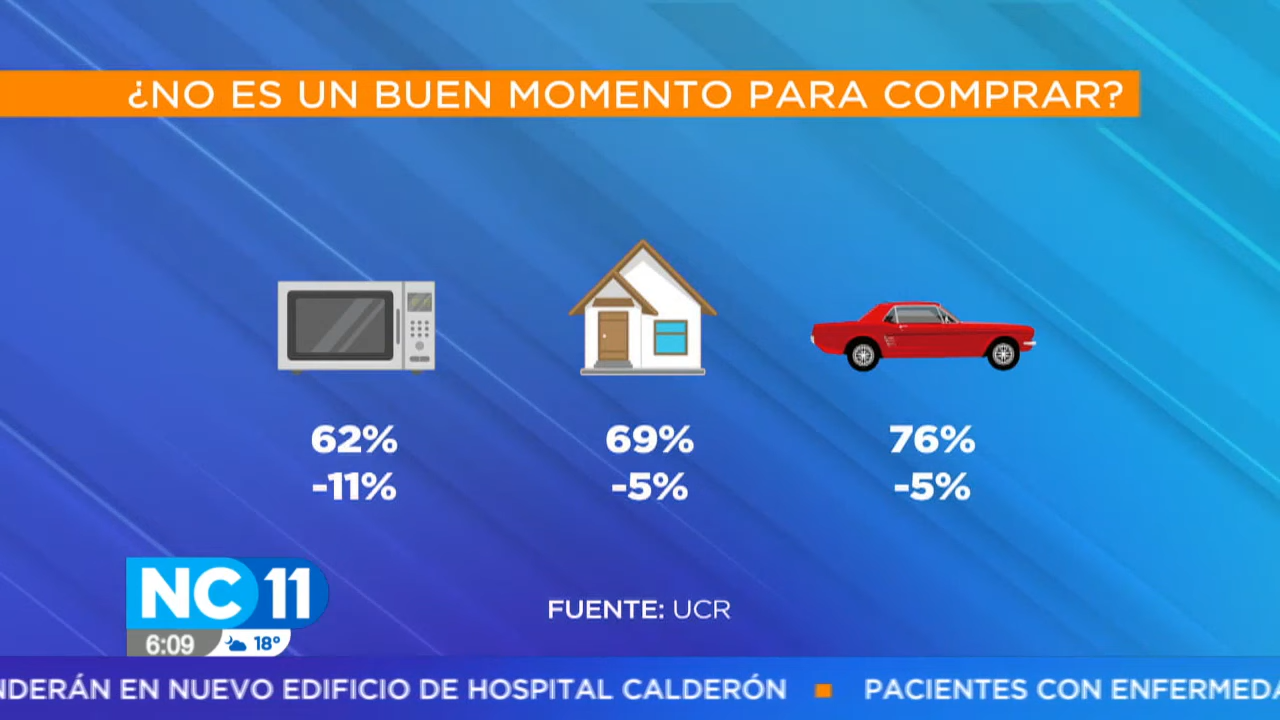 ¿NO ES UN BUEN MOMENTO PARA COMPRAR?
62% 69% 76%
-11% -5% -5%
FUENTE: UCR
NC 11
6:09 18°
NDERÁN EN NUEVO EDIFICIO DE HOSPITAL CALDERÓN PACIENTES CON ENFERMEDA